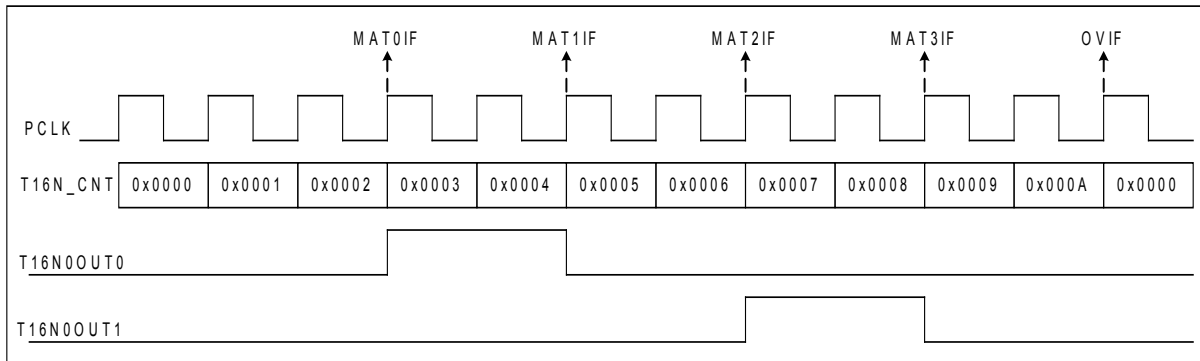 MAT0IF MAT1IF MAT2IF MAT3IF OVIF
PCLK
T16N_CNT 0x0000 0x0001 0x0002 0x0003 0x0004 0x0005 0x0006 0x0007 0x0008 0x0009 0x000A 0x0000
T16N0OUT0
T16N0OUT1